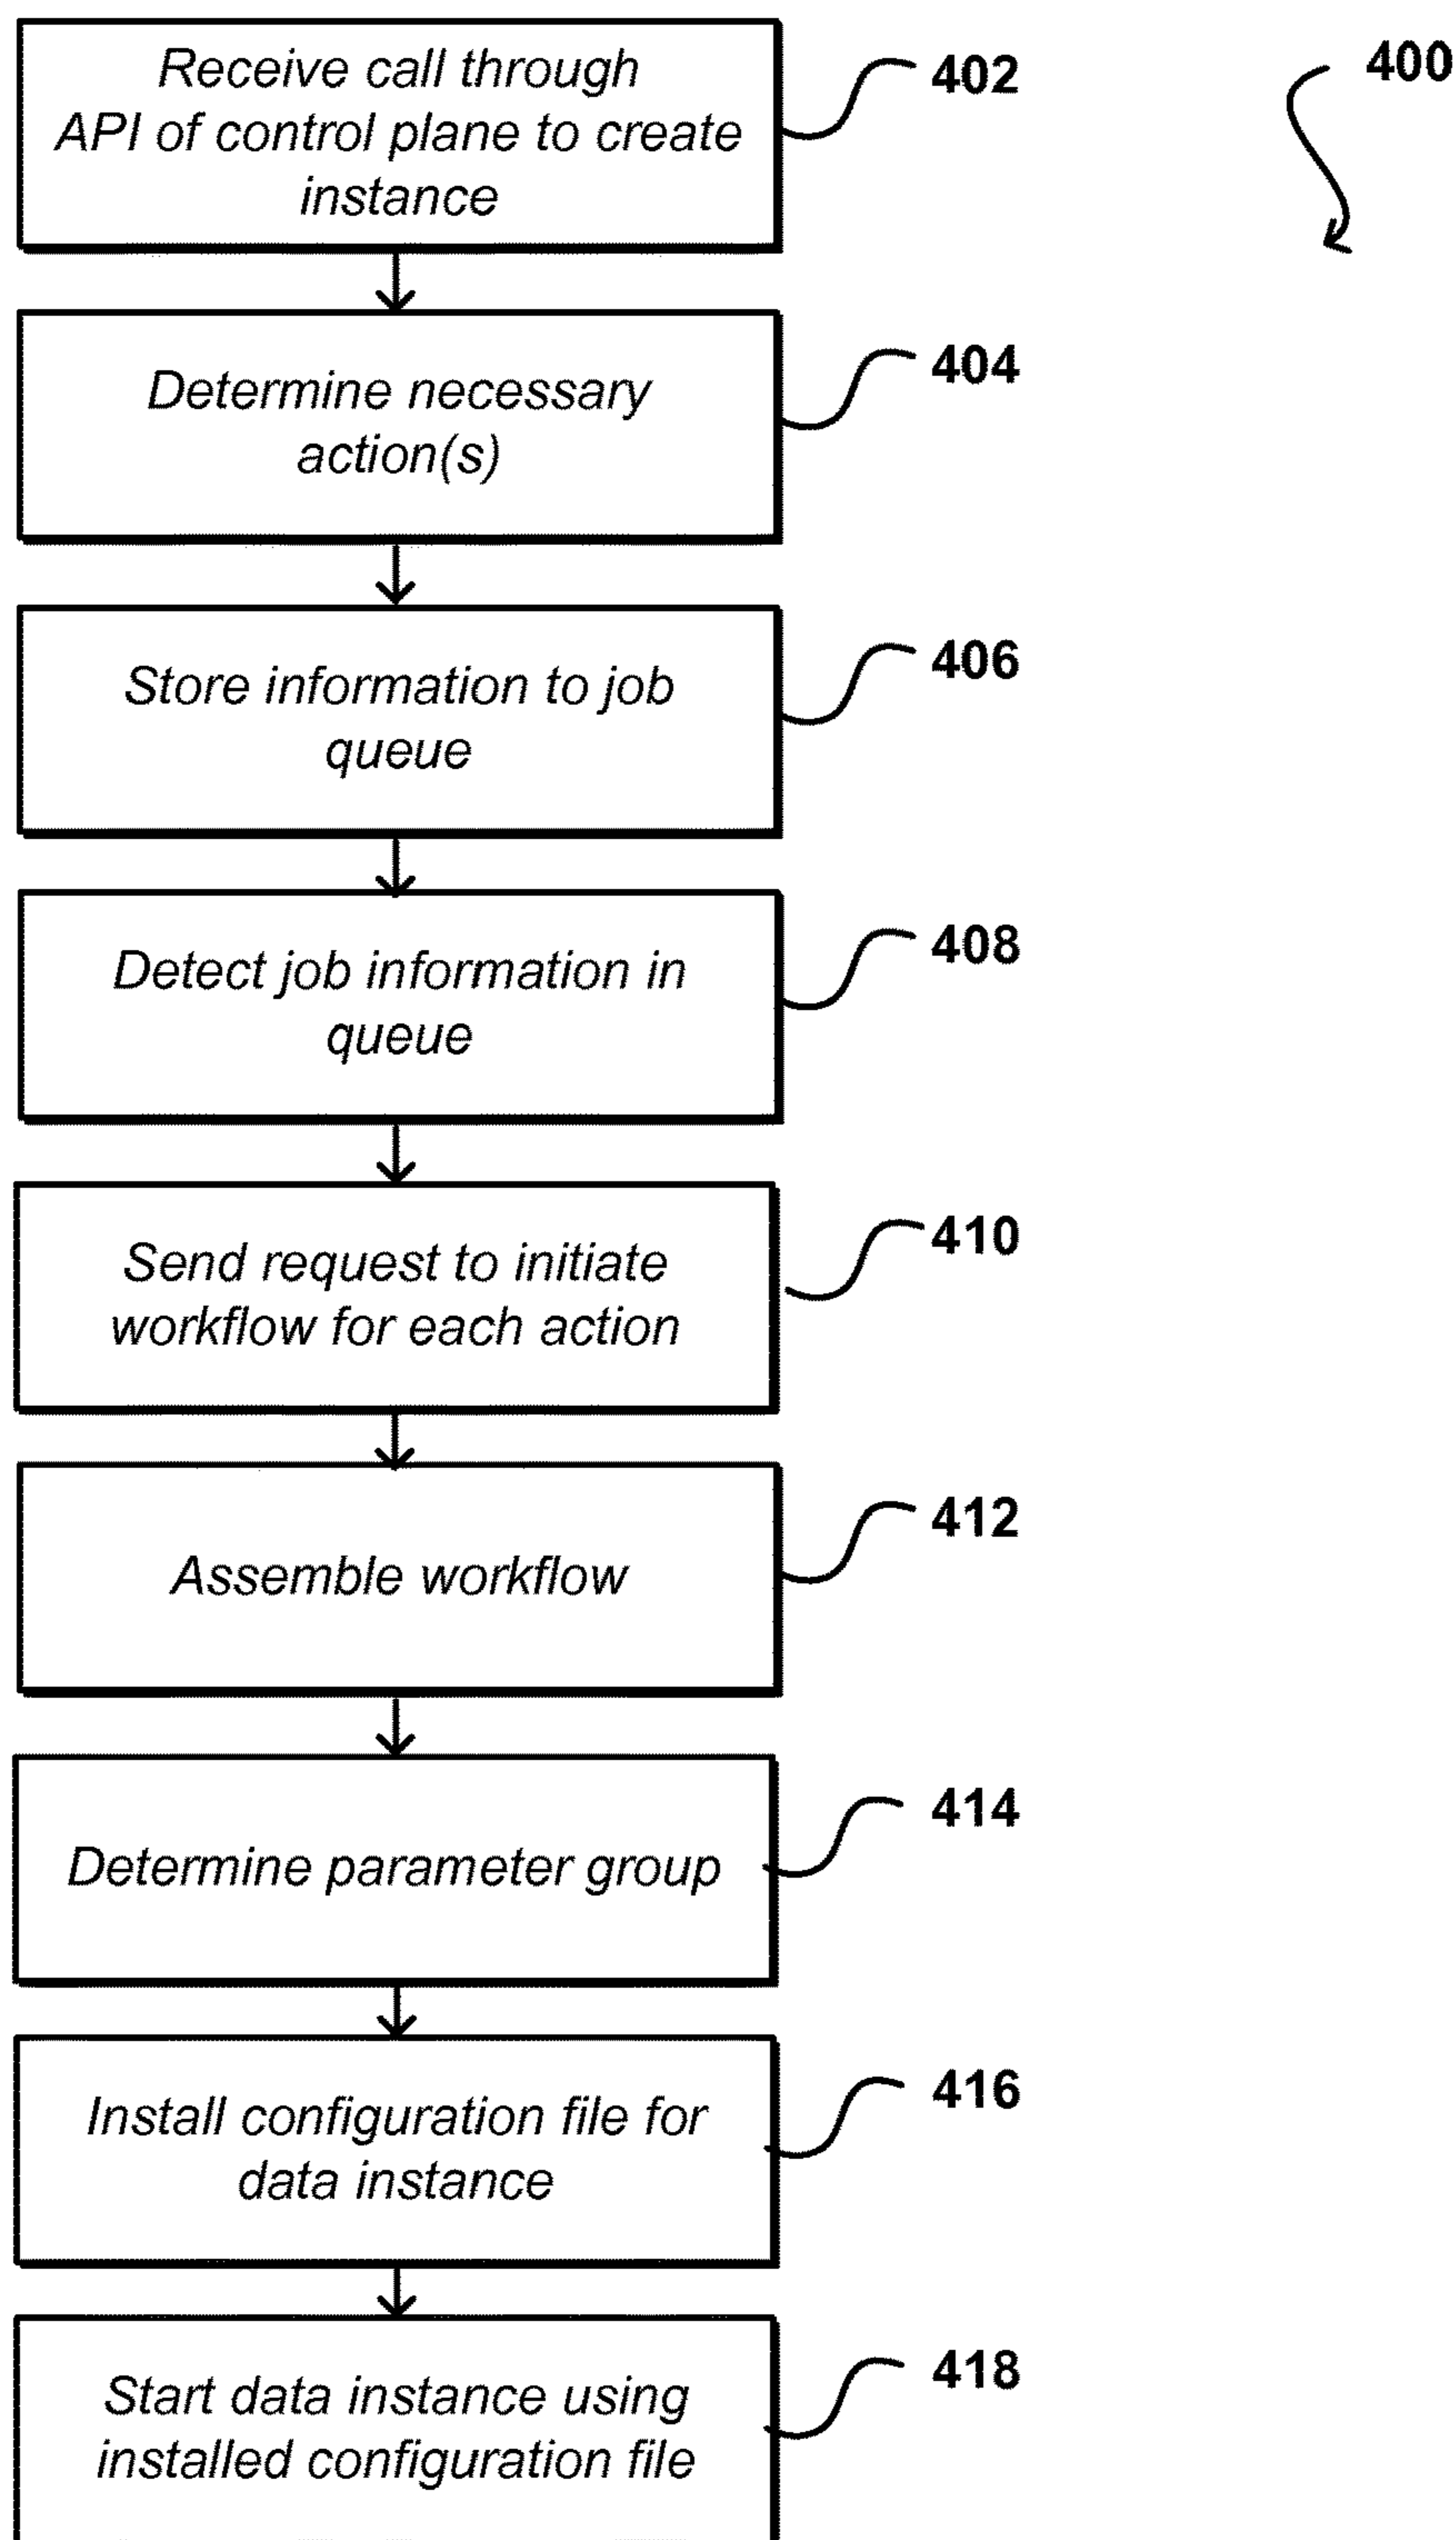 Receive call through
API of control plane to create
instance
402
400
Determine necessary
action(s)
404
Store information to job
queue
406
Detect job information in
queue
408
Send request to initiate
workflow for each action
410
Assemble workflow
412
Determine parameter group
414
Install configuration file for
data instance
416
Start data instance using
installed configuration file
418